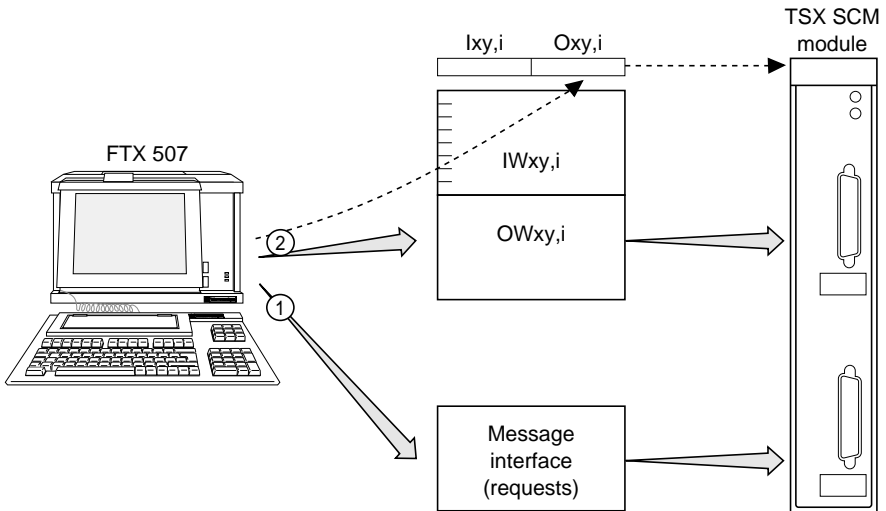 TSX SCM
module
Ixy,i
Oxy,i
FTX 507
IWxy,i
OWxy,i
2
1
Message
interface
(requests)